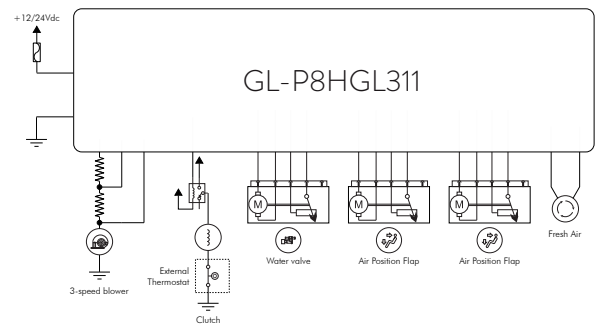 +12/24Vdc
GL-P8HGL311
M
M
M
Water valve
Air Position Flap
Air Position Flap
Fresh Air
External
Thermostat
3-speed blower
Clutch